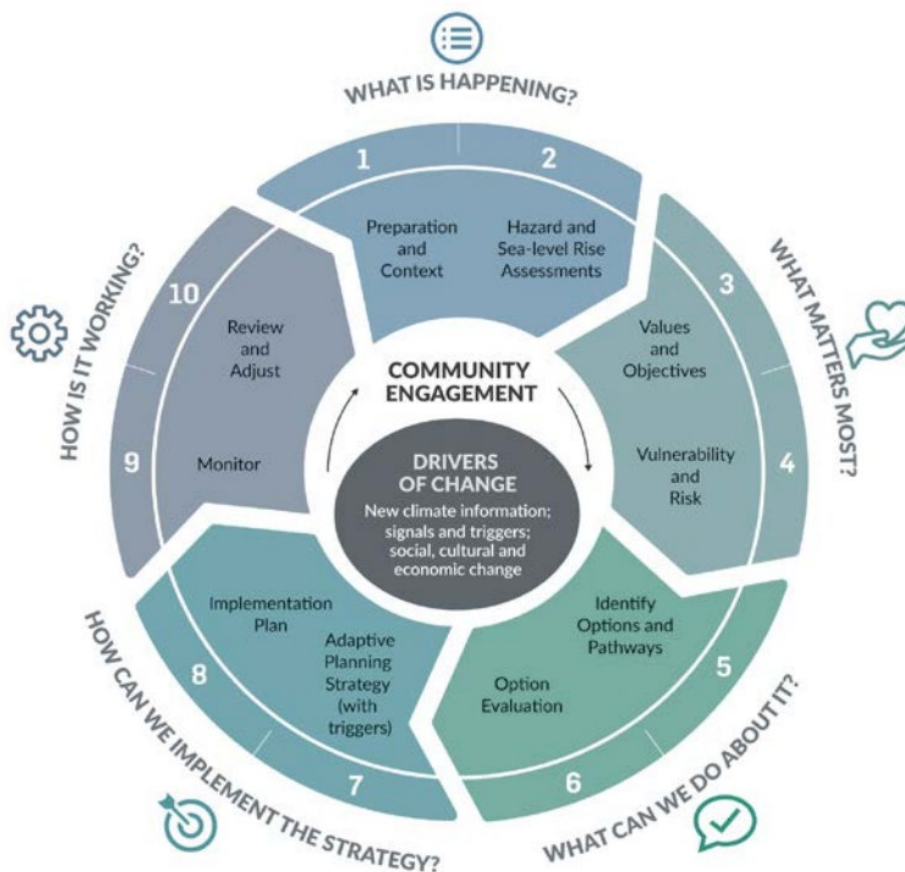 WHAT IS HAPPENING?
1
2
Preparation
and
Context
Hazard and
Sea-level Rise
Assessments
WHAT MATTERS MOST?
3
4
Values
and
Objectives
Vulnerability
and
Risk
WHAT CAN WE DO ABOUT IT?
5
6
Identify
Options and
Pathways
Option
Evaluation
HOW CAN WE IMPLEMENT THE STRATEGY?
7
8
Adaptive
Planning
Strategy
(with
triggers)
Implementation
Plan
HOW IS IT WORKING?
9
10
Monitor
Review
and
Adjust
COMMUNITY
ENGAGEMENT
DRIVERS
OF CHANGE
New climate information;
signals and triggers;
social, cultural and
economic change